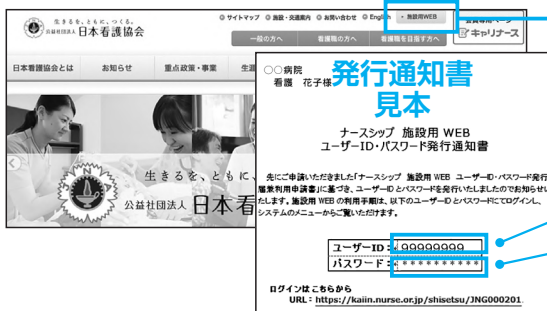 生きるを、ともに、つくる。
公益社団法人 日本看護協会
サイトマップ 施設・交通案内 お問い合わせ English 施設用WEB
会員専用ページ
キャリナース
一般の方へ 看護職の方へ 看護職を目指す方へ
日本看護協会とは お知らせ 重点政策・事業 生涯
生きるを、ともに、
公益社団法人 日本看
○○病院
看護 花子様
発行通知書
見本
ナースシップ 施設用 WEB
ユーザーID・パスワード発行通知書
先にご申請いただきました「ナースシップ 施設用 WEB ユーザーID・パスワード発行
届兼利用申請書」に基づき、ユーザーIDとパスワードを発行いたしましたのでお知らせい
たします。施設用 WEB の利用手順は、以下のユーザーID とパスワードにてログインし、
システムのメニューからご覧いただけます。
ユーザーID: 99999999
パスワード: **********
ログインはこちらから
URL: https://kaiin.nurse.or.jp/shisetsu/JNG000201